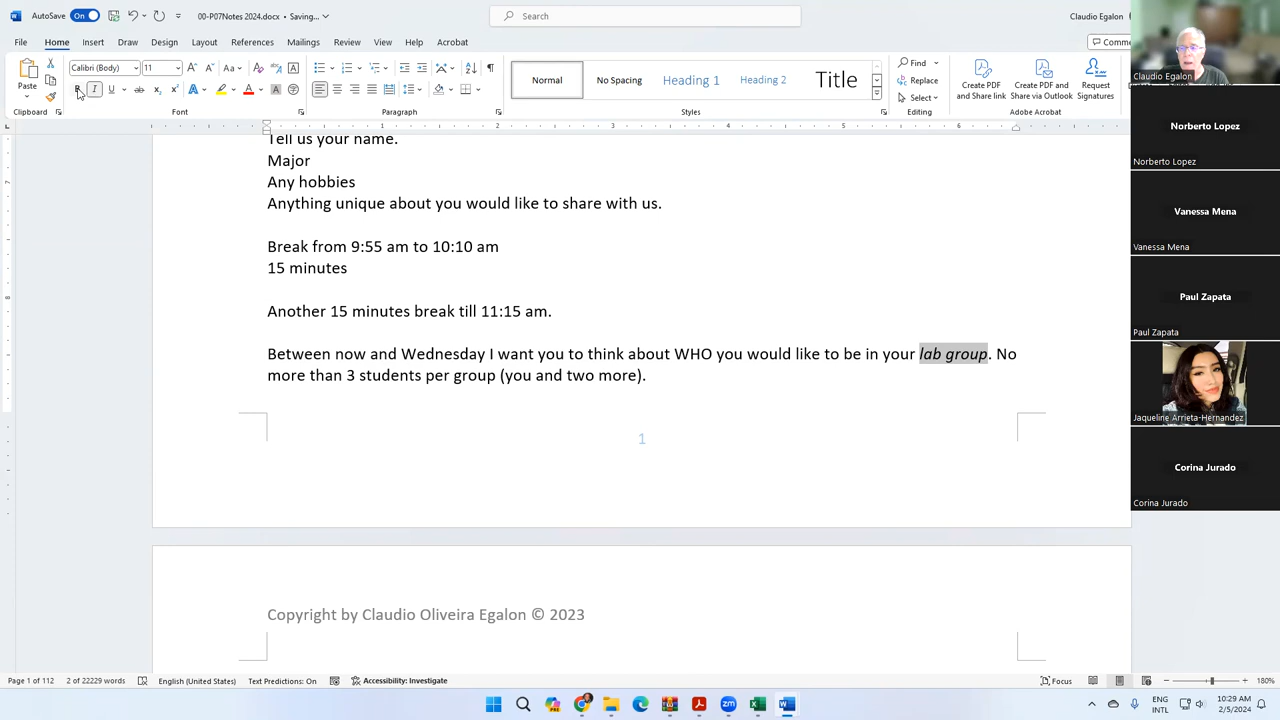 AutoSave On 00-P07Notes 2024.docx • Saving... Search Claudio Egalon
File Home Insert Draw Design Layout References Mailings Review View Help Acrobat Comme
Paste Calibri (Body) 11 Normal No Spacing Heading 1 Heading 2 Title Find Replace Select Create PDF and Share link Create PDF and Share via Outlook Request Signatures
Clipboard Font Paragraph Styles Editing Adobe Acrobat
1 2 3 4 5 6
Tell us your name.
Major
Any hobbies
Anything unique about you would like to share with us.
Break from 9:55 am to 10:10 am
15 minutes
Another 15 minutes break till 11:15 am.
Between now and Wednesday I want you to think about WHO you would like to be in your lab group. No
more than 3 students per group (you and two more).
1
Copyright by Claudio Oliveira Egalon © 2023
Claudio Egalon
Norberto Lopez
Norberto Lopez
Vanessa Mena
Vanessa Mena
Paul Zapata
Paul Zapata
Jaqueline Arrieta-Hernandez
Corina Jurado
Corina Jurado
Page 1 of 112 2 of 22229 words English (United States) Text Predictions: On Accessibility: Investigate Focus 180%
ENG
INTL
10:29 AM
2/5/2024